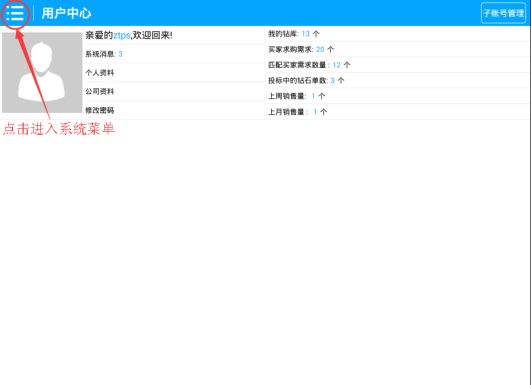 用户中心
子账号管理
亲爱的ztps,欢迎回来!
系统消息: 3
个人资料
公司资料
修改密码
我的钻库: 13 个
买家求购需求: 20 个
匹配买家需求数量 : 12 个
投标中的钻石单数: 3 个
上周销售量: 1 个
上月销售量 : 1 个
点击进入系统菜单